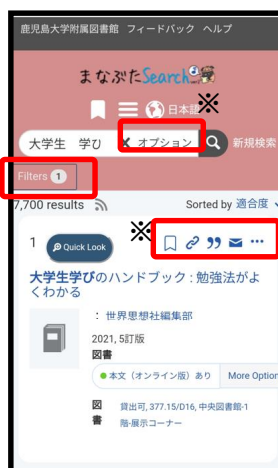 鹿児島大学附属図書館 フィードバック ヘルプ
まなぶたSearch
日本語 ※
大学生 学び ✗ オプション 新規検索
Filters 1
7,700 results Sorted by 適合度
※
1 Quick Look
大学生学びのハンドブック : 勉強法がよ
くわかる
： 世界思想社編集部
2021, 5訂版
図書
本文（オンライン版）あり More Option
図書 貸出可, 377.15/D16, 中央図書館-1
階-展示コーナー